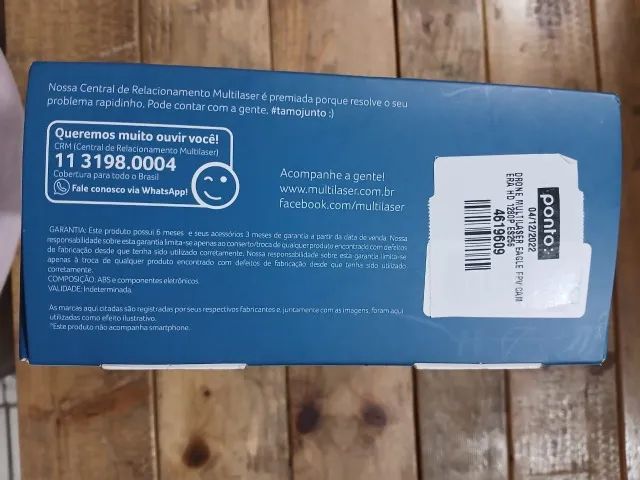 Nossa Central de Relacionamento Multilaser é premiada porque resolve o seu
problema rapidinho. Pode contar com a gente. #tamojunto :)
Queremos muito ouvir você!
CRM (Central de Relacionamento Multilaser)
11 3198.0004
Cobertura para todo o Brasil
Fale conosco via WhatsApp!
Acompanhe a gente!
www.multilaser.com.br
facebook.com/multilaser
GARANTIA: Este produto possui 6 meses e seus acessórios 3 meses de garantia a partir da data de venda. Nossa
responsabilidade sobre esta garantia limita-se apenas ao conserto/troca de qualquer produto encontrado com defeitos
de fabricação desde que tenha sido utilizado corretamente. Nossa responsabilidade sobre esta garantia limita-se
apenas à troca de qualquer produto encontrado com defeitos de fabricação desde que tenha sido utilizado
corretamente.
COMPOSIÇÃO: ABS e componentes eletrônicos.
VALIDADE: Indeterminada.
As marcas aqui citadas são registradas por seus respectivos fabricantes e, juntamente com as imagens, foram aqui
utilizadas como efeito ilustrativo.
*Este produto não acompanha smartphone.
ponto:
04/12/2022
DRONE MULTILASER EAGLE FPV CAM
ERA HD 1280P ES256
4619609